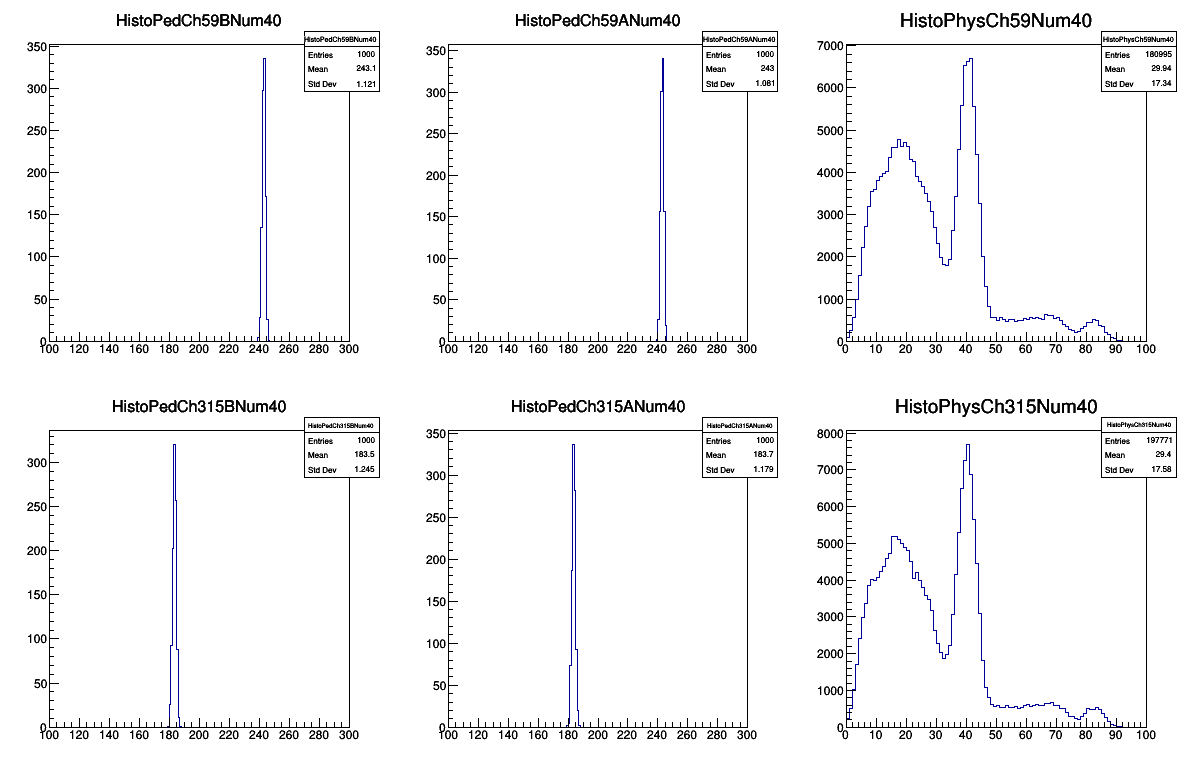 HistoPedCh59BNum40
HistoPedCh59BNum40
Entries 1000
Mean 243.1
Std Dev 1.121
350
300
250
200
150
100
50
0
100 120 140 160 180 200 220 240 260 280 300
HistoPedCh59ANum40
HistoPedCh59ANum40
Entries 1000
Mean 243
Std Dev 1.081
350
300
250
200
150
100
50
0
100 120 140 160 180 200 220 240 260 280 300
HistoPhysCh59Num40
HistoPhysCh59Num40
Entries 180995
Mean 29.94
Std Dev 17.34
7000
6000
5000
4000
3000
2000
1000
0
0 10 20 30 40 50 60 70 80 90 100
HistoPedCh315BNum40
HistoPedCh315BNum40
Entries 1000
Mean 183.5
Std Dev 1.245
300
250
200
150
100
50
0
100 120 140 160 180 200 220 240 260 280 300
HistoPedCh315ANum40
HistoPedCh315ANum40
Entries 1000
Mean 183.7
Std Dev 1.179
350
300
250
200
150
100
50
0
100 120 140 160 180 200 220 240 260 280 300
HistoPhysCh315Num40
HistoPhysCh315Num40
Entries 197771
Mean 29.4
Std Dev 17.58
8000
7000
6000
5000
4000
3000
2000
1000
0
0 10 20 30 40 50 60 70 80 90 100